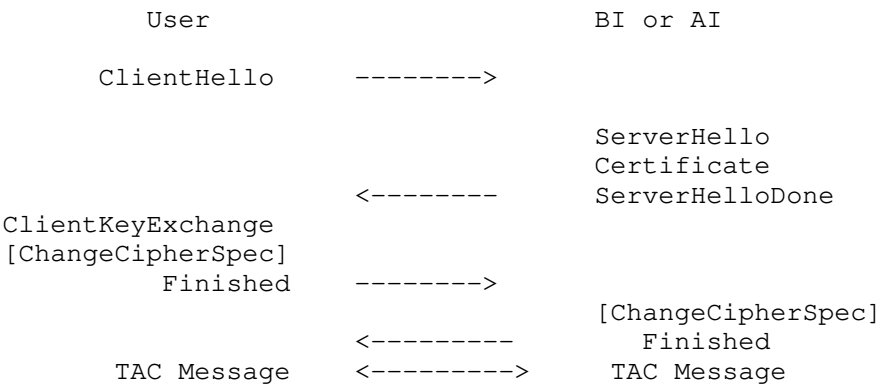 User BI or AI
ClientHello -------->
ServerHello
Certificate
<-------- ServerHelloDone
ClientKeyExchange
[ChangeCipherSpec]
Finished -------->
[ChangeCipherSpec]
<--------- Finished
TAC Message <---------> TAC Message